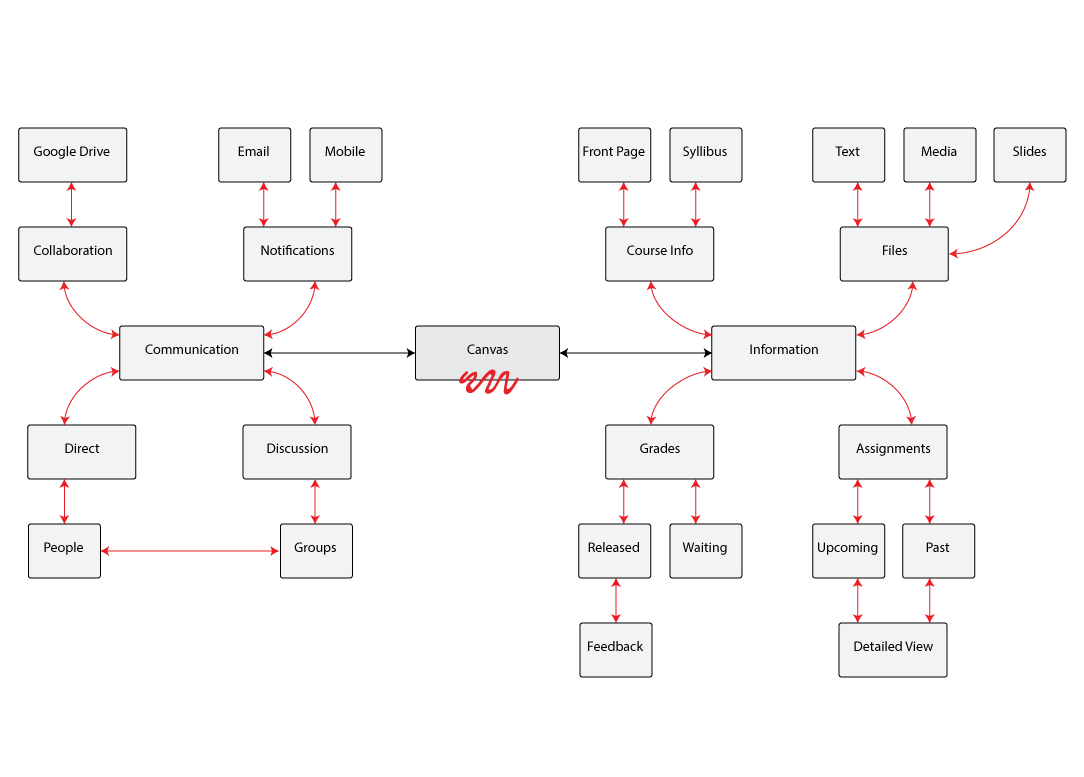 Google Drive
Email
Mobile
Front Page
Syllibus
Text
Media
Slides
Collaboration
Notifications
Course Info
Files
Communication
Canvas
Information
Direct
Discussion
Grades
Assignments
People
Groups
Released
Waiting
Upcoming
Past
Feedback
Detailed View